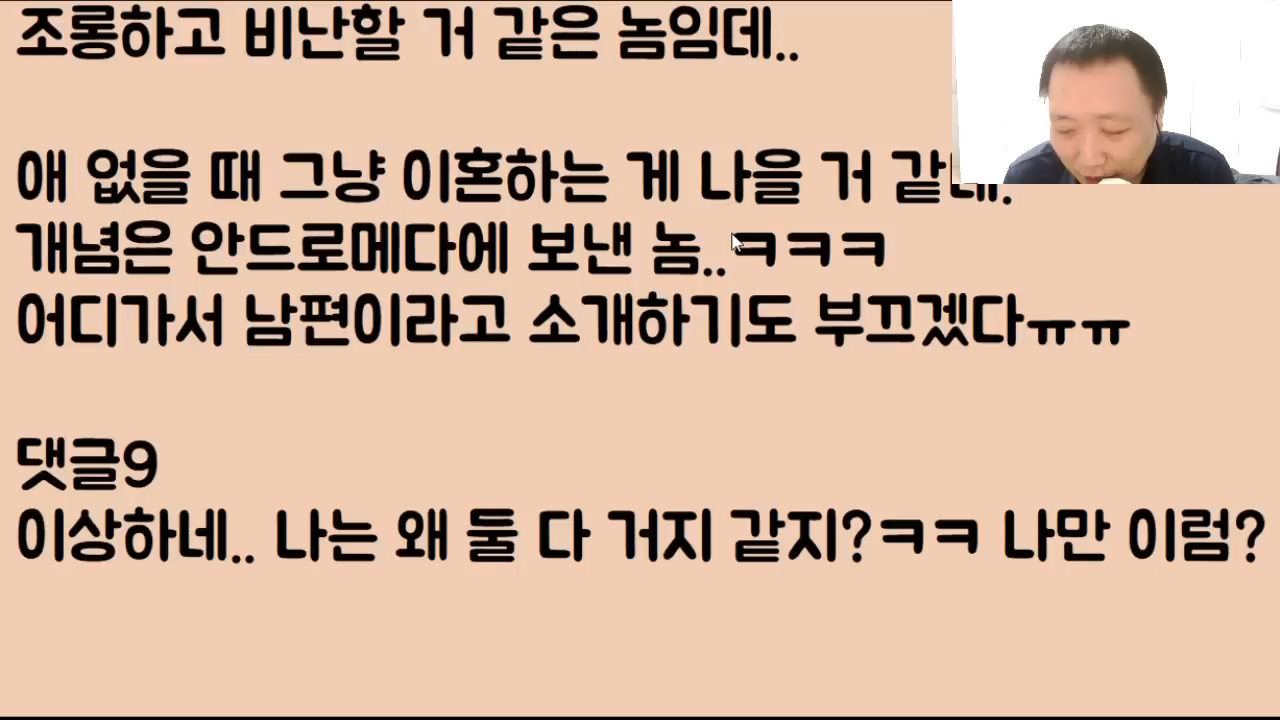 조롱하고 비난할 거 같은 놈임데..
애 없을 때 그냥 이혼하는 게 나을 거 같네.
개념은 안드로메다에 보낸 놈..ㅋㅋㅋ
어디가서 남편이라고 소개하기도 부끄겠다ㅠㅠ
댓글9
이상하네.. 나는 왜 둘 다 거지 같지?ㅋㅋ 나만 이럼?